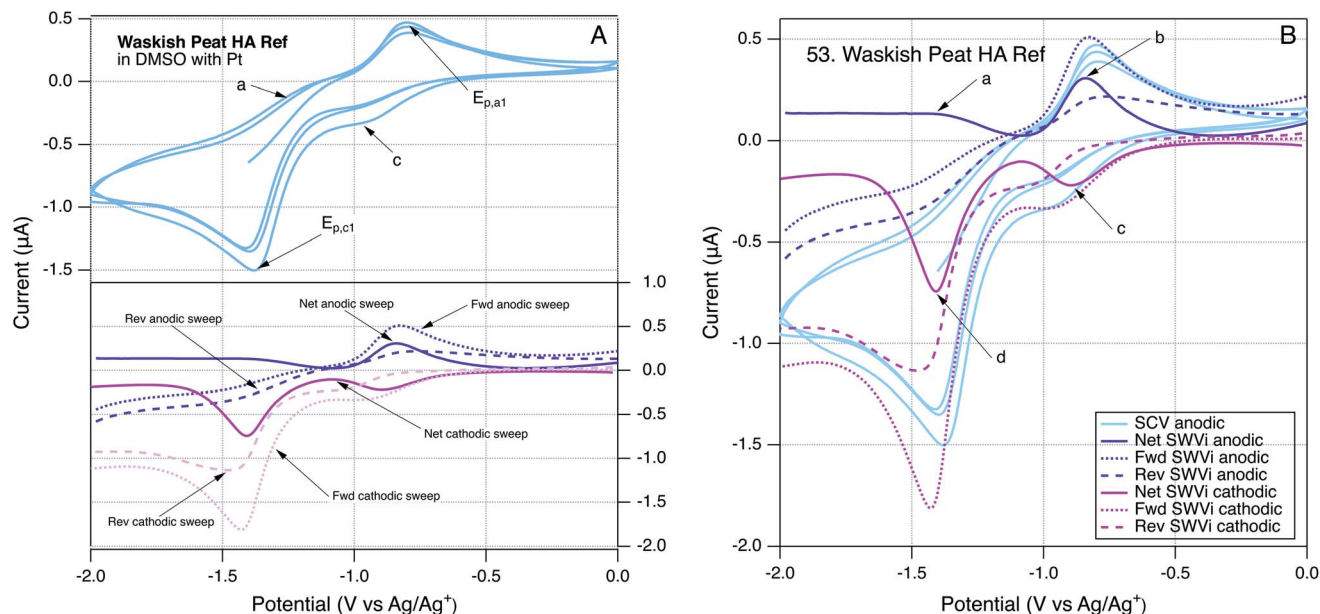 Waskish Peat HA Ref
in DMSO with Pt
A
a
E_{p,a1}
c
E_{p,c1}
0.5
0.0
-0.5
-1.0
-1.5
Current (µA)
Net anodic sweep
Fwd anodic sweep
Rev anodic sweep
Net cathodic sweep
Fwd cathodic sweep
Rev cathodic sweep
1.0
0.5
0.0
-0.5
-1.0
-1.5
-2.0
-2.0
-1.5
-1.0
-0.5
0.0
Potential (V vs Ag/Ag⁺)
53. Waskish Peat HA Ref
B
a
b
c
d
0.5
0.0
-0.5
-1.0
-1.5
-2.0
Current (µA)
SCV anodic
Net SWVi anodic
Fwd SWVi anodic
Rev SWVi anodic
Net SWVi cathodic
Fwd SWVi cathodic
Rev SWVi cathodic
-2.0
-1.5
-1.0
-0.5
0.0
Potential (V vs Ag/Ag⁺)